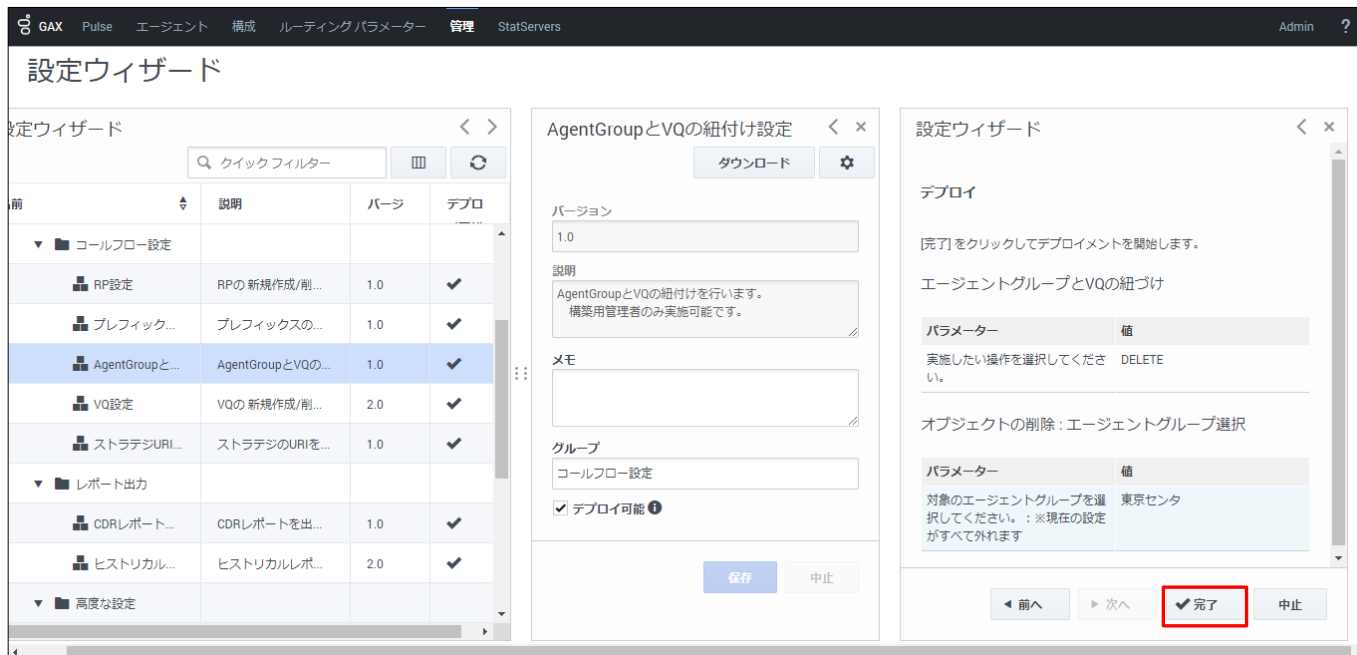 GAX Pulse エージェント 構成 ルーティング パラメーター 管理 StatServers Admin ?
設定ウィザード
設定ウィザード
クイック フィルター
名前 説明 バージ デプロ
コールフロー設定
RP設定 RPの 新規作成/削... 1.0
プレフィック... プレフィックスの... 1.0
AgentGroupと... AgentGroupとVQの... 1.0
VQ設定 VQの 新規作成/削... 2.0
ストラテジURI... ストラテジのURIを... 1.0
レポート出力
CDRレポート... CDRレポートを出... 1.0
ヒストリカル... ヒストリカルレポ... 2.0
高度な設定
AgentGroupとVQの紐付け設定
ダウンロード
バージョン
1.0
説明
AgentGroupとVQの紐付けを行います。
構築用管理者のみ実施可能です。
メモ
グループ
コールフロー設定
デプロイ可能
保存 中止
設定ウィザード
デプロイ
[完了] をクリックしてデプロイメントを開始します。
エージェントグループとVQの紐づけ
パラメーター 値
実施したい操作を選択してくださ DELETE
い。
オブジェクトの削除 : エージェントグループ選択
パラメーター 値
対象のエージェントグループを選 東京センタ
択してください。 : ※現在の設定
がすべて外れます
前へ 次へ 完了 中止